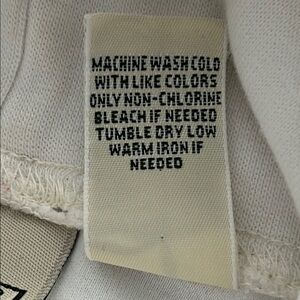 MACHINE WASH COLD
WITH LIKE COLORS
ONLY NON-CHLORINE
BLEACH IF NEEDED
TUMBLE DRY LOW
WARM IRON IF
NEEDED